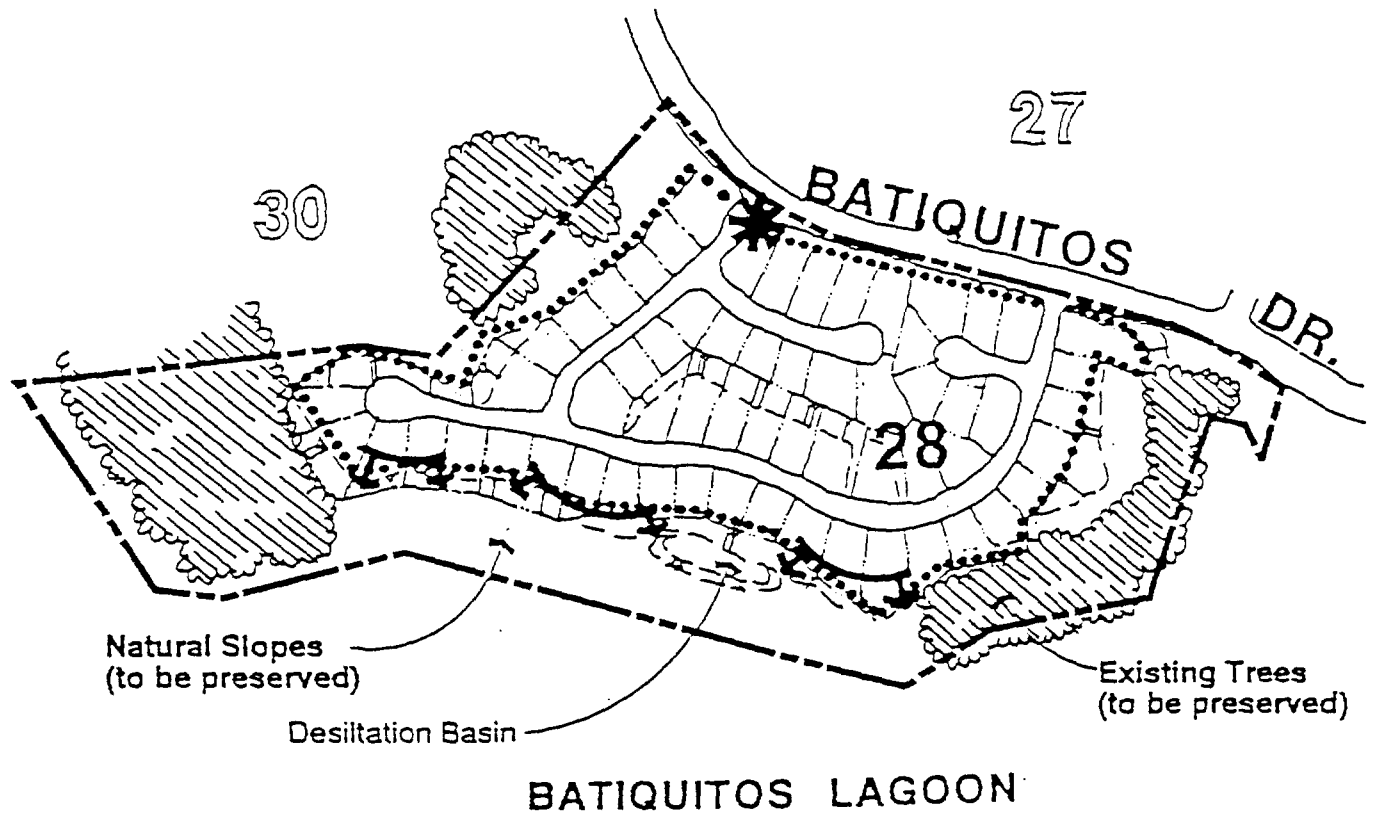 27
30
BATIQUITOS DR.
28
Natural Slopes
(to be preserved)
Existing Trees
(to be preserved)
Desiltation Basin
BATIQUITOS LAGOON